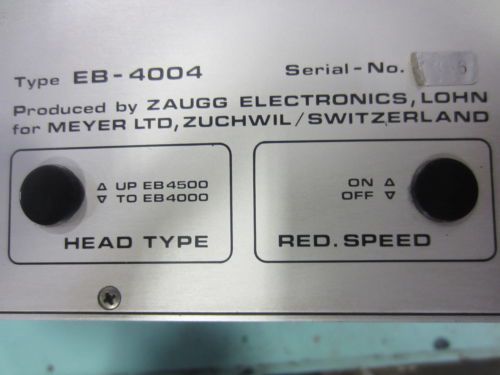 Type EB-4004 Serial-No.
Produced by ZAUGG ELECTRONICS, LOHN
for MEYER LTD, ZUCHWIL/SWITZERLAND
△ UP EB4500
▽ TO EB4000
HEAD TYPE
ON △
OFF ▽
RED. SPEED